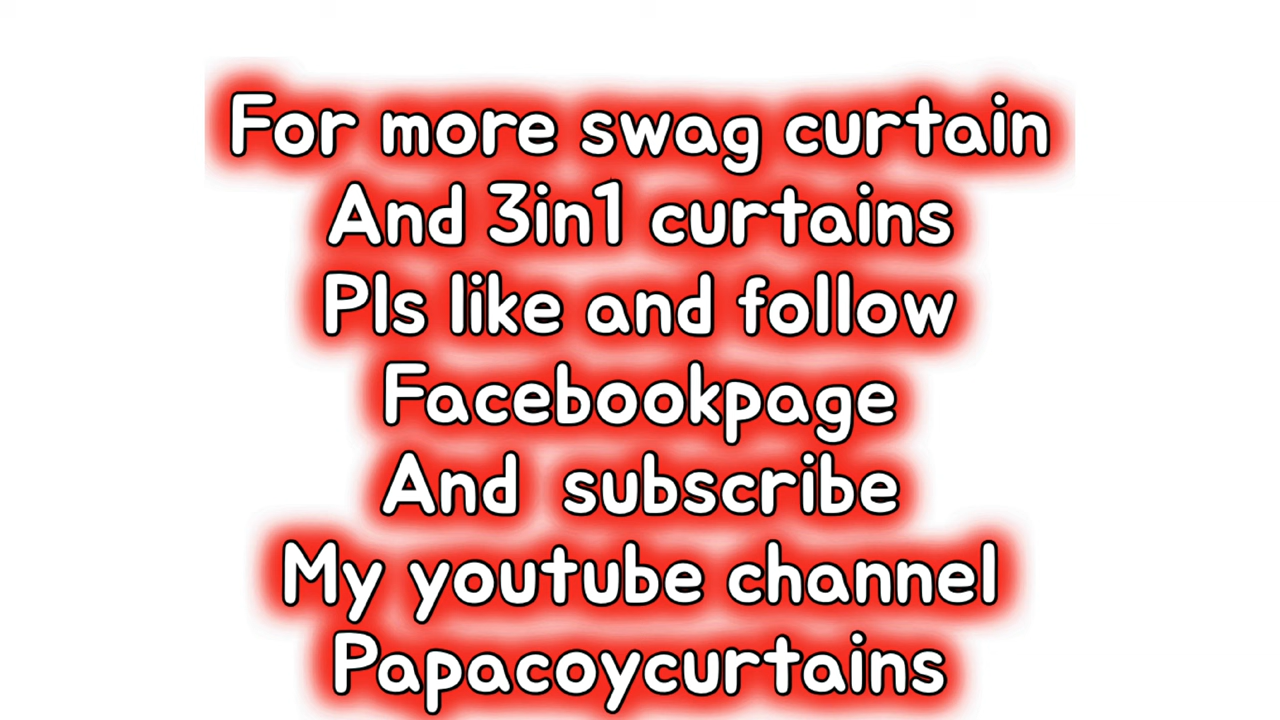 For more swag curtain
And 3in1 curtains
Pls like and follow
Facebookpage
And subscribe
My youtube channel
Papacoycurtains